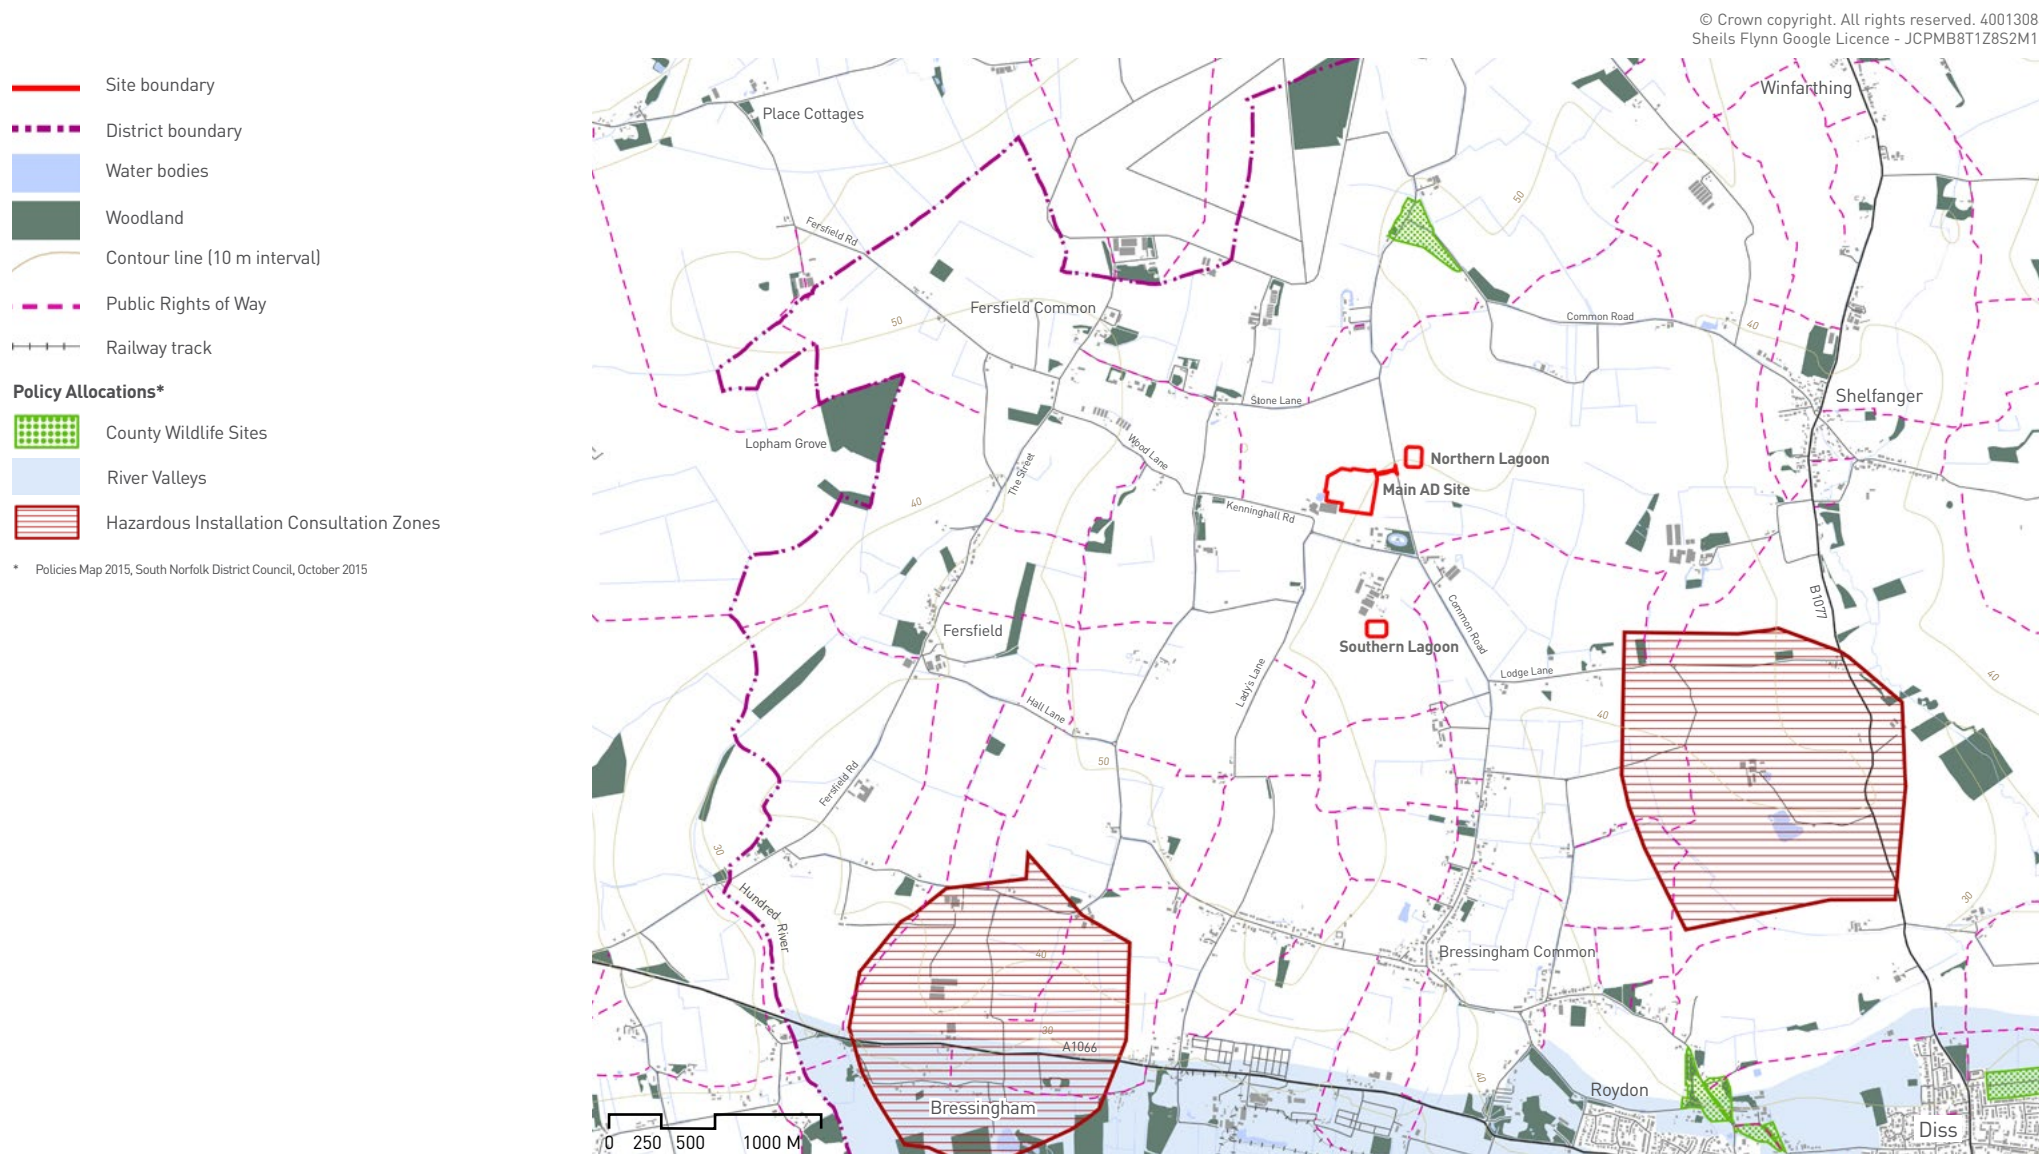 © Crown copyright. All rights reserved. 4001308
Sheils Flynn Google Licence - JCPMB8T1Z8S2M1
Site boundary
District boundary
Water bodies
Woodland
Contour line (10 m interval)
Public Rights of Way
Railway track
Policy Allocations*
County Wildlife Sites
River Valleys
Hazardous Installation Consultation Zones
* Policies Map 2015, South Norfolk District Council, October 2015
Winfarthing
Place Cottages
50
Fersfield Rd
Fersfield Common
50
Common Road
40
Shelfanger
Stone Lane
Lopham Grove
Wood Lane
Northern Lagoon
The Street
Main AD Site
40
Kenninghall Rd
B1077
Common Road
Fersfield
Southern Lagoon
Lodge Lane
40
Lady's Lane
Hall Lane
40
50
Fersfield Rd
30
Hundred River
30
40
Bressingham Common
30
A1066
40
Roydon
Bressingham
Diss
0 250 500 1000 M